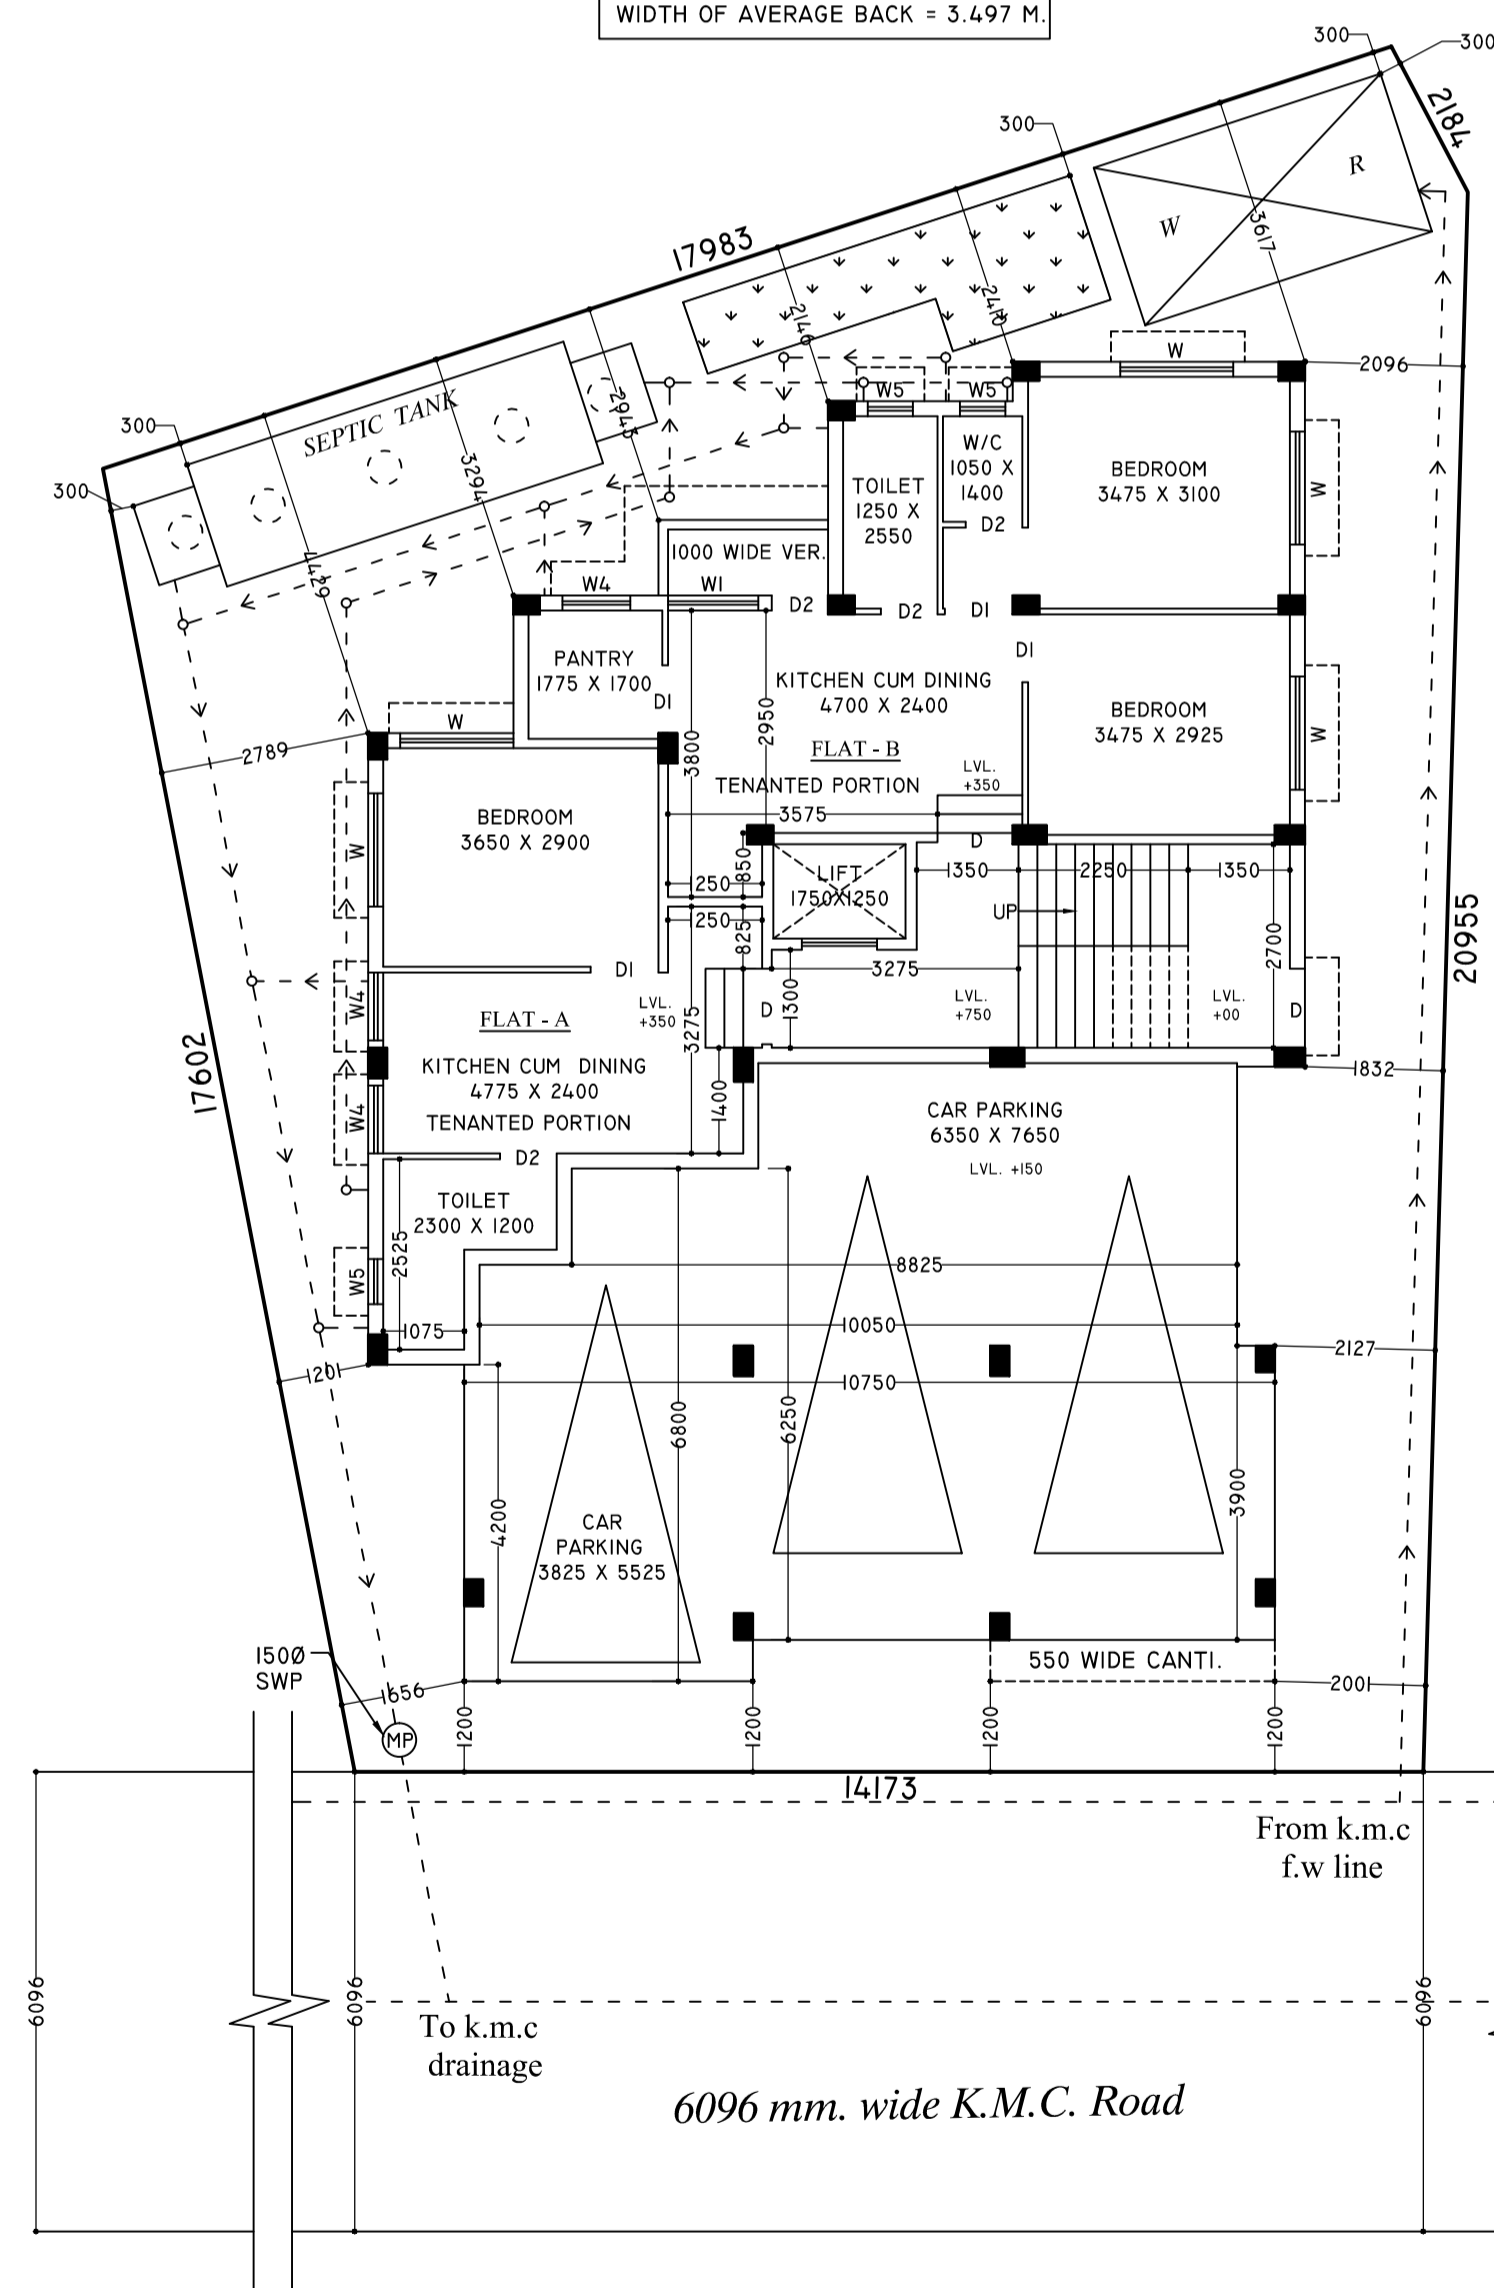 WIDTH OF AVERAGE BACK = 3.497 M.
300
300
2184
300
R
W
3617
17983
2146
2410
W
2096
300
SEPTIC TANK
2945
W5
W5
3294
300
W/C
1050 X
1400
TOILET
1250 X
2550
D2
BEDROOM
3475 X 3100
W
1000 WIDE VER.
4429
W4
W1
D2
D2
D1
D1
PANTRY
1775 X 1700
D1
KITCHEN CUM DINING
4700 X 2400
FLAT - B
TENANTED PORTION
BEDROOM
3475 X 2925
W
2950
3800
W
2789
LVL.
+350
3575
D
BEDROOM
3650 X 2900
W
850
1250
1250
825
LIFT
1750X1250
1350
2250
1350
UP
2700
20955
3275
D1
LVL.
+350
FLAT - A
W4
3275
D
1300
LVL.
+750
LVL.
+00
D
17602
KITCHEN CUM DINING
4775 X 2400
TENANTED PORTION
W4
1400
1832
CAR PARKING
6350 X 7650
LVL. +150
D2
TOILET
2300 X 1200
2525
W5
8825
1075
10050
1201
2127
10750
6800
6250
4200
3900
CAR
PARKING
3825 X 5525
1500
SWP
1656
MP
550 WIDE CANTI.
2001
1200
1200
1200
1200
14173
From k.m.c
f.w line
6096
6096
6096
To k.m.c
drainage
6096 mm. wide K.M.C. Road